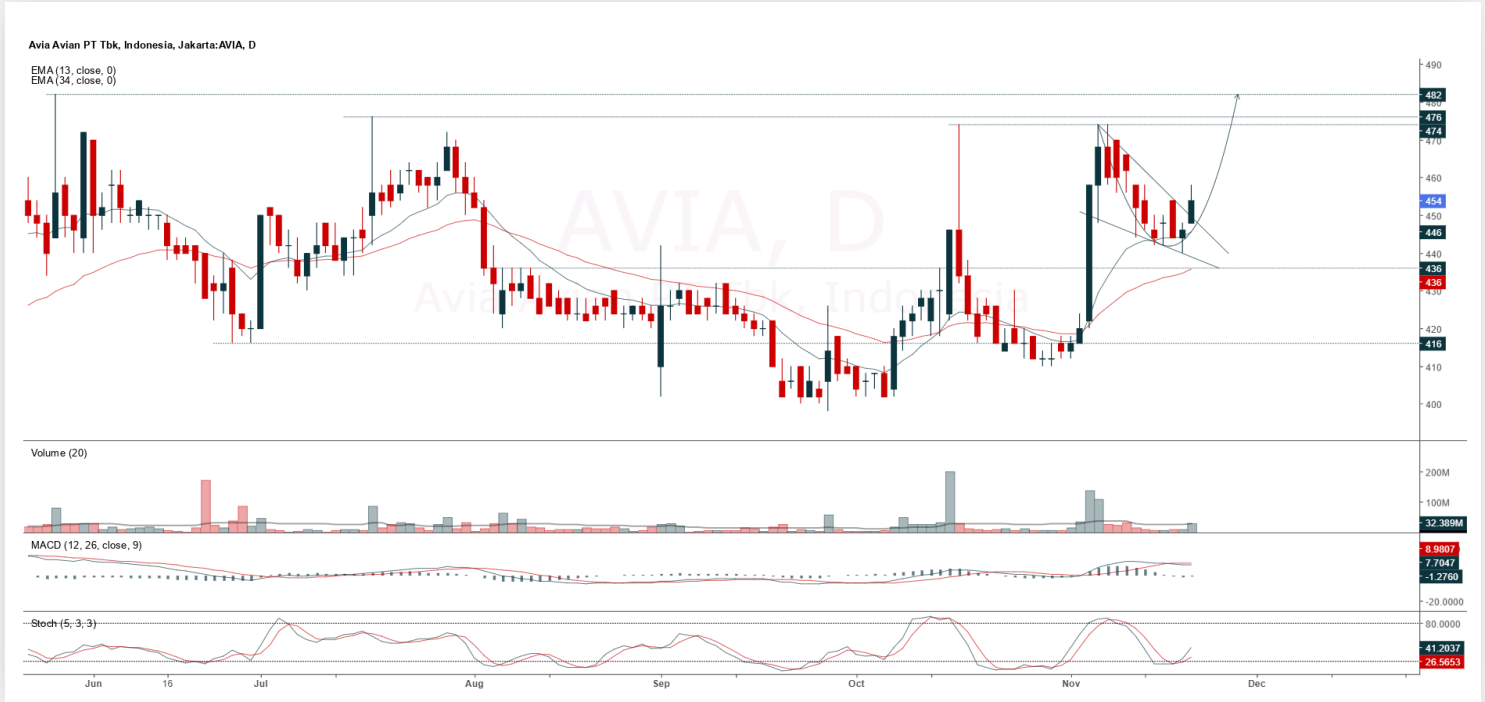 Avia Avian PT Tbk, Indonesia, Jakarta:AVIA, D
EMA (13, close, 0)
EMA (34, close, 0)
AVIA, D
Avia Avian PT Tbk, Indonesia
490
482
480
476
474
470
460
454
450
446
440
436
436
430
420
416
410
400
Volume (20)
200M
100M
32.389M
MACD (12, 26, close, 9)
8.9807
7.7047
-1.2760
-20.0000
Stoch (5, 3, 3)
80.0000
41.2037
26.5653
Jun 16 Jul Aug Sep Oct Nov Dec